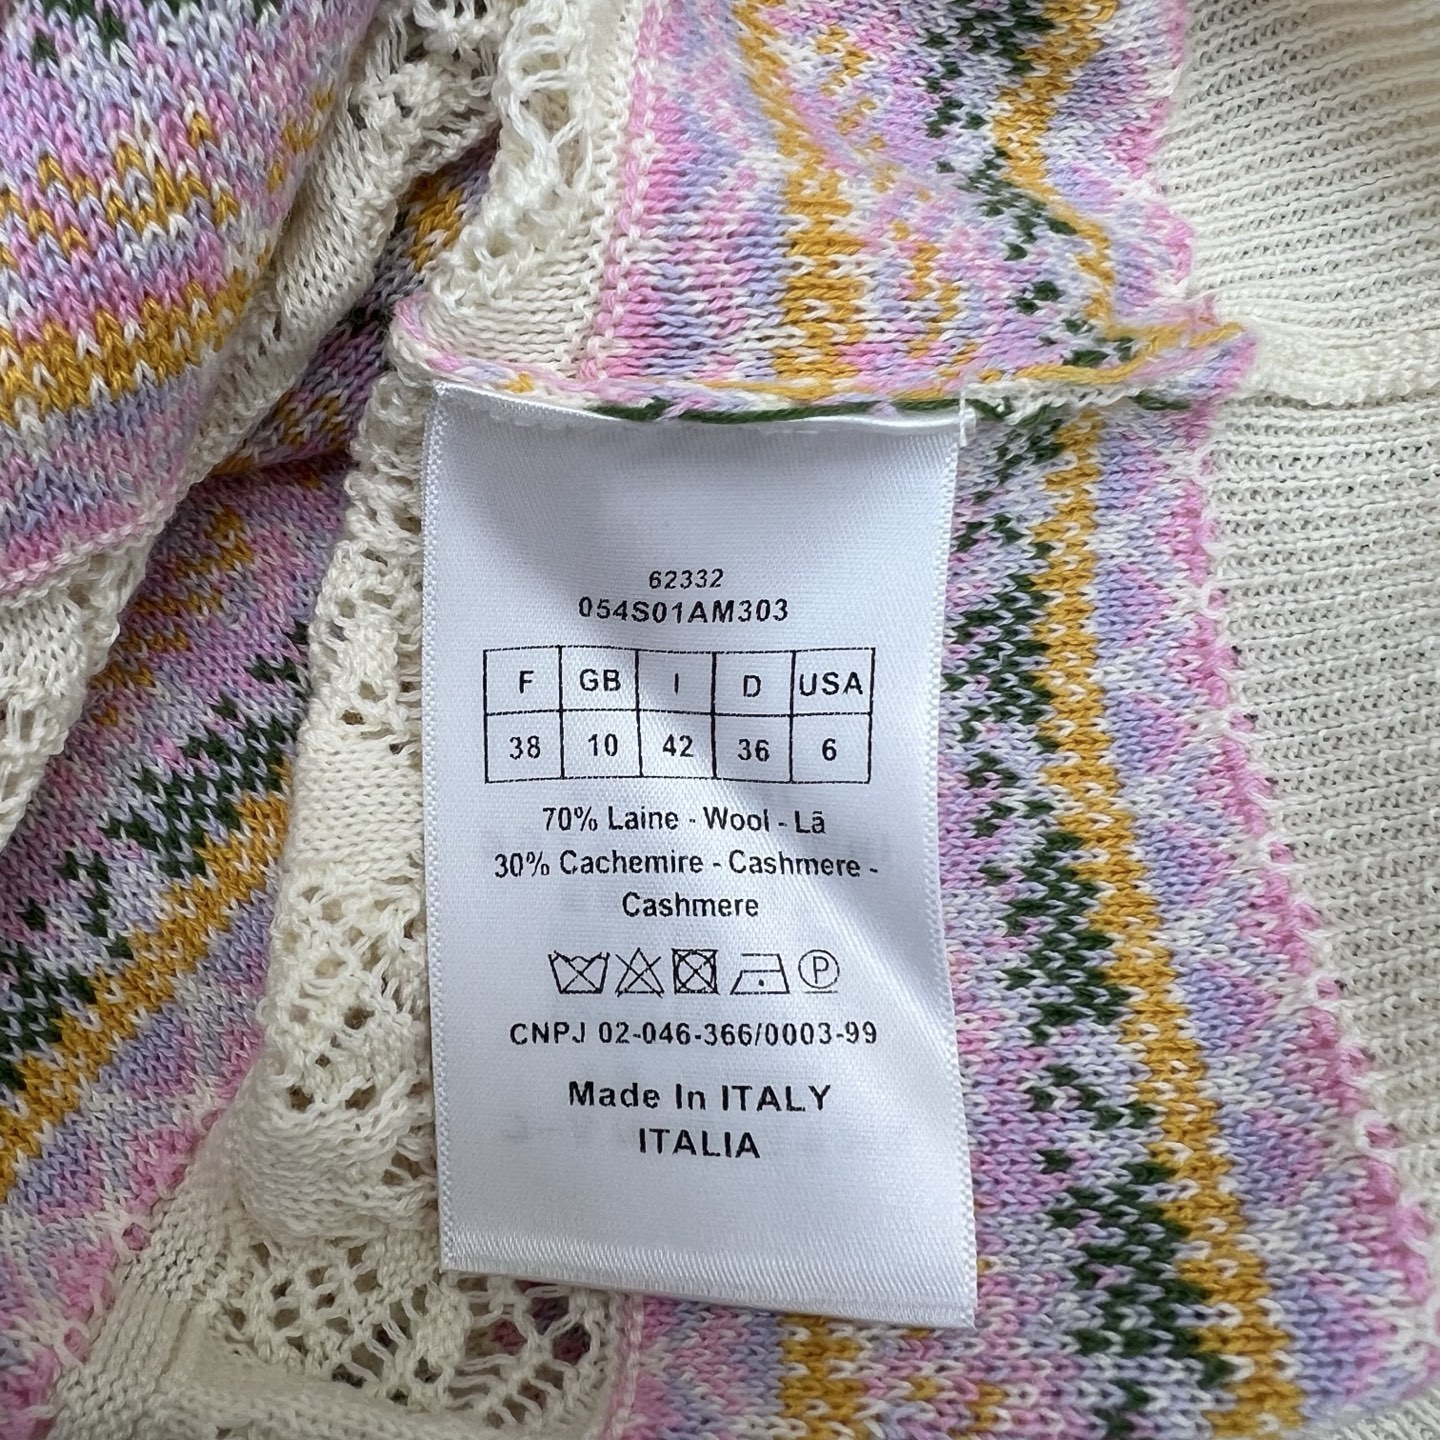 62332
054S01AM303
F GB I D USA
38 10 42 36 6
70% Laine - Wool - Lã
30% Cachemire - Cashmere -
Cashmere
P
CNPJ 02-046-366/0003-99
Made In ITALY
ITALIA